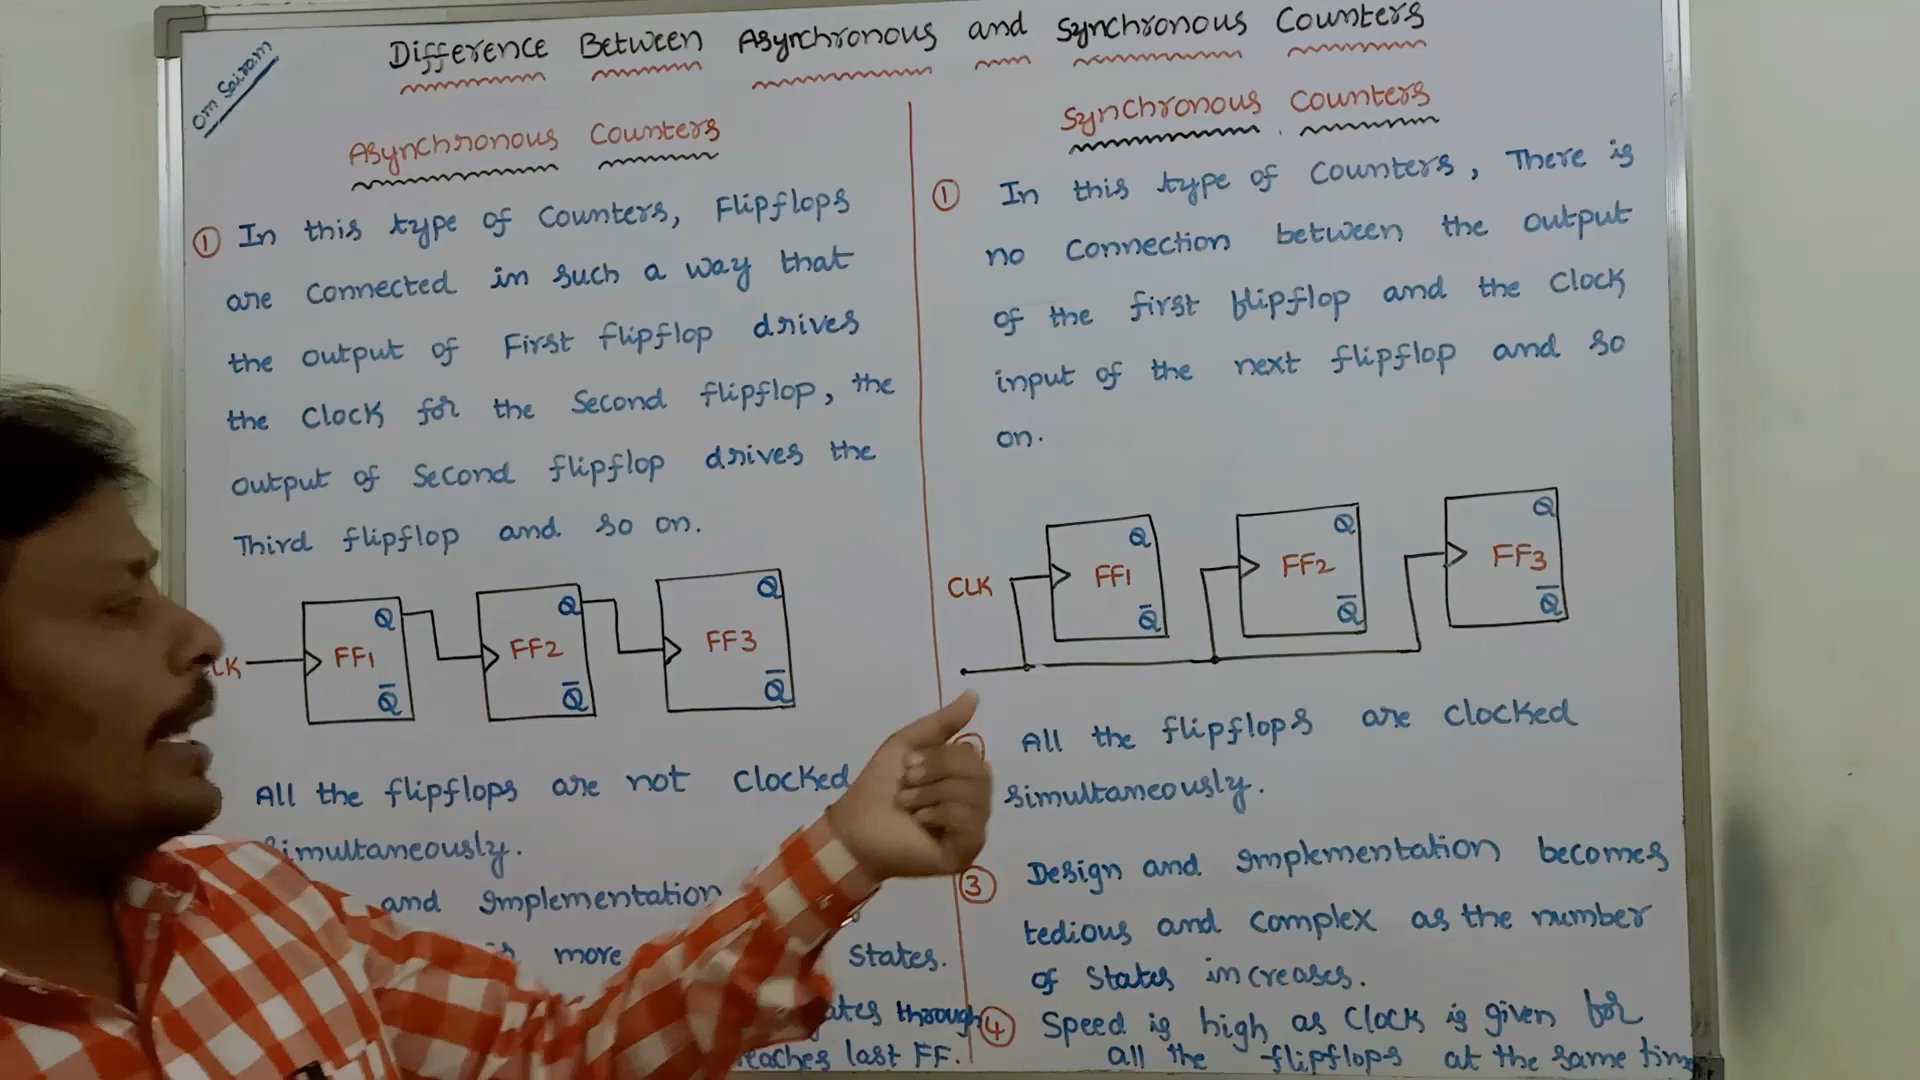 Om Sairam
Difference Between Asynchronous and Synchronous Counters
Asynchronous Counters
① In this type of Counters, Flipflops
are connected in such a way that
the output of First flipflop drives
the Clock for the Second flipflop, the
output of Second flipflop drives the
Third flipflop and so on.
LK
FF1 Q Q̅
FF2 Q Q̅
FF3 Q Q̅
All the flipflops are not Clocked
Simultaneously.
and Implementation
more States.
through
reaches last FF.
Synchronous Counters
① In this type of Counters, There is
no Connection between the output
of the first flipflop and the Clock
input of the next flipflop and so
on.
CLK
FF1 Q Q̅
FF2 Q Q̅
FF3 Q Q̅
All the flipflops are Clocked
Simultaneously.
③ Design and Implementation becomes
tedious and complex as the number
of States increases.
④ Speed is high as Clock is given for
all the flipflops at the same time